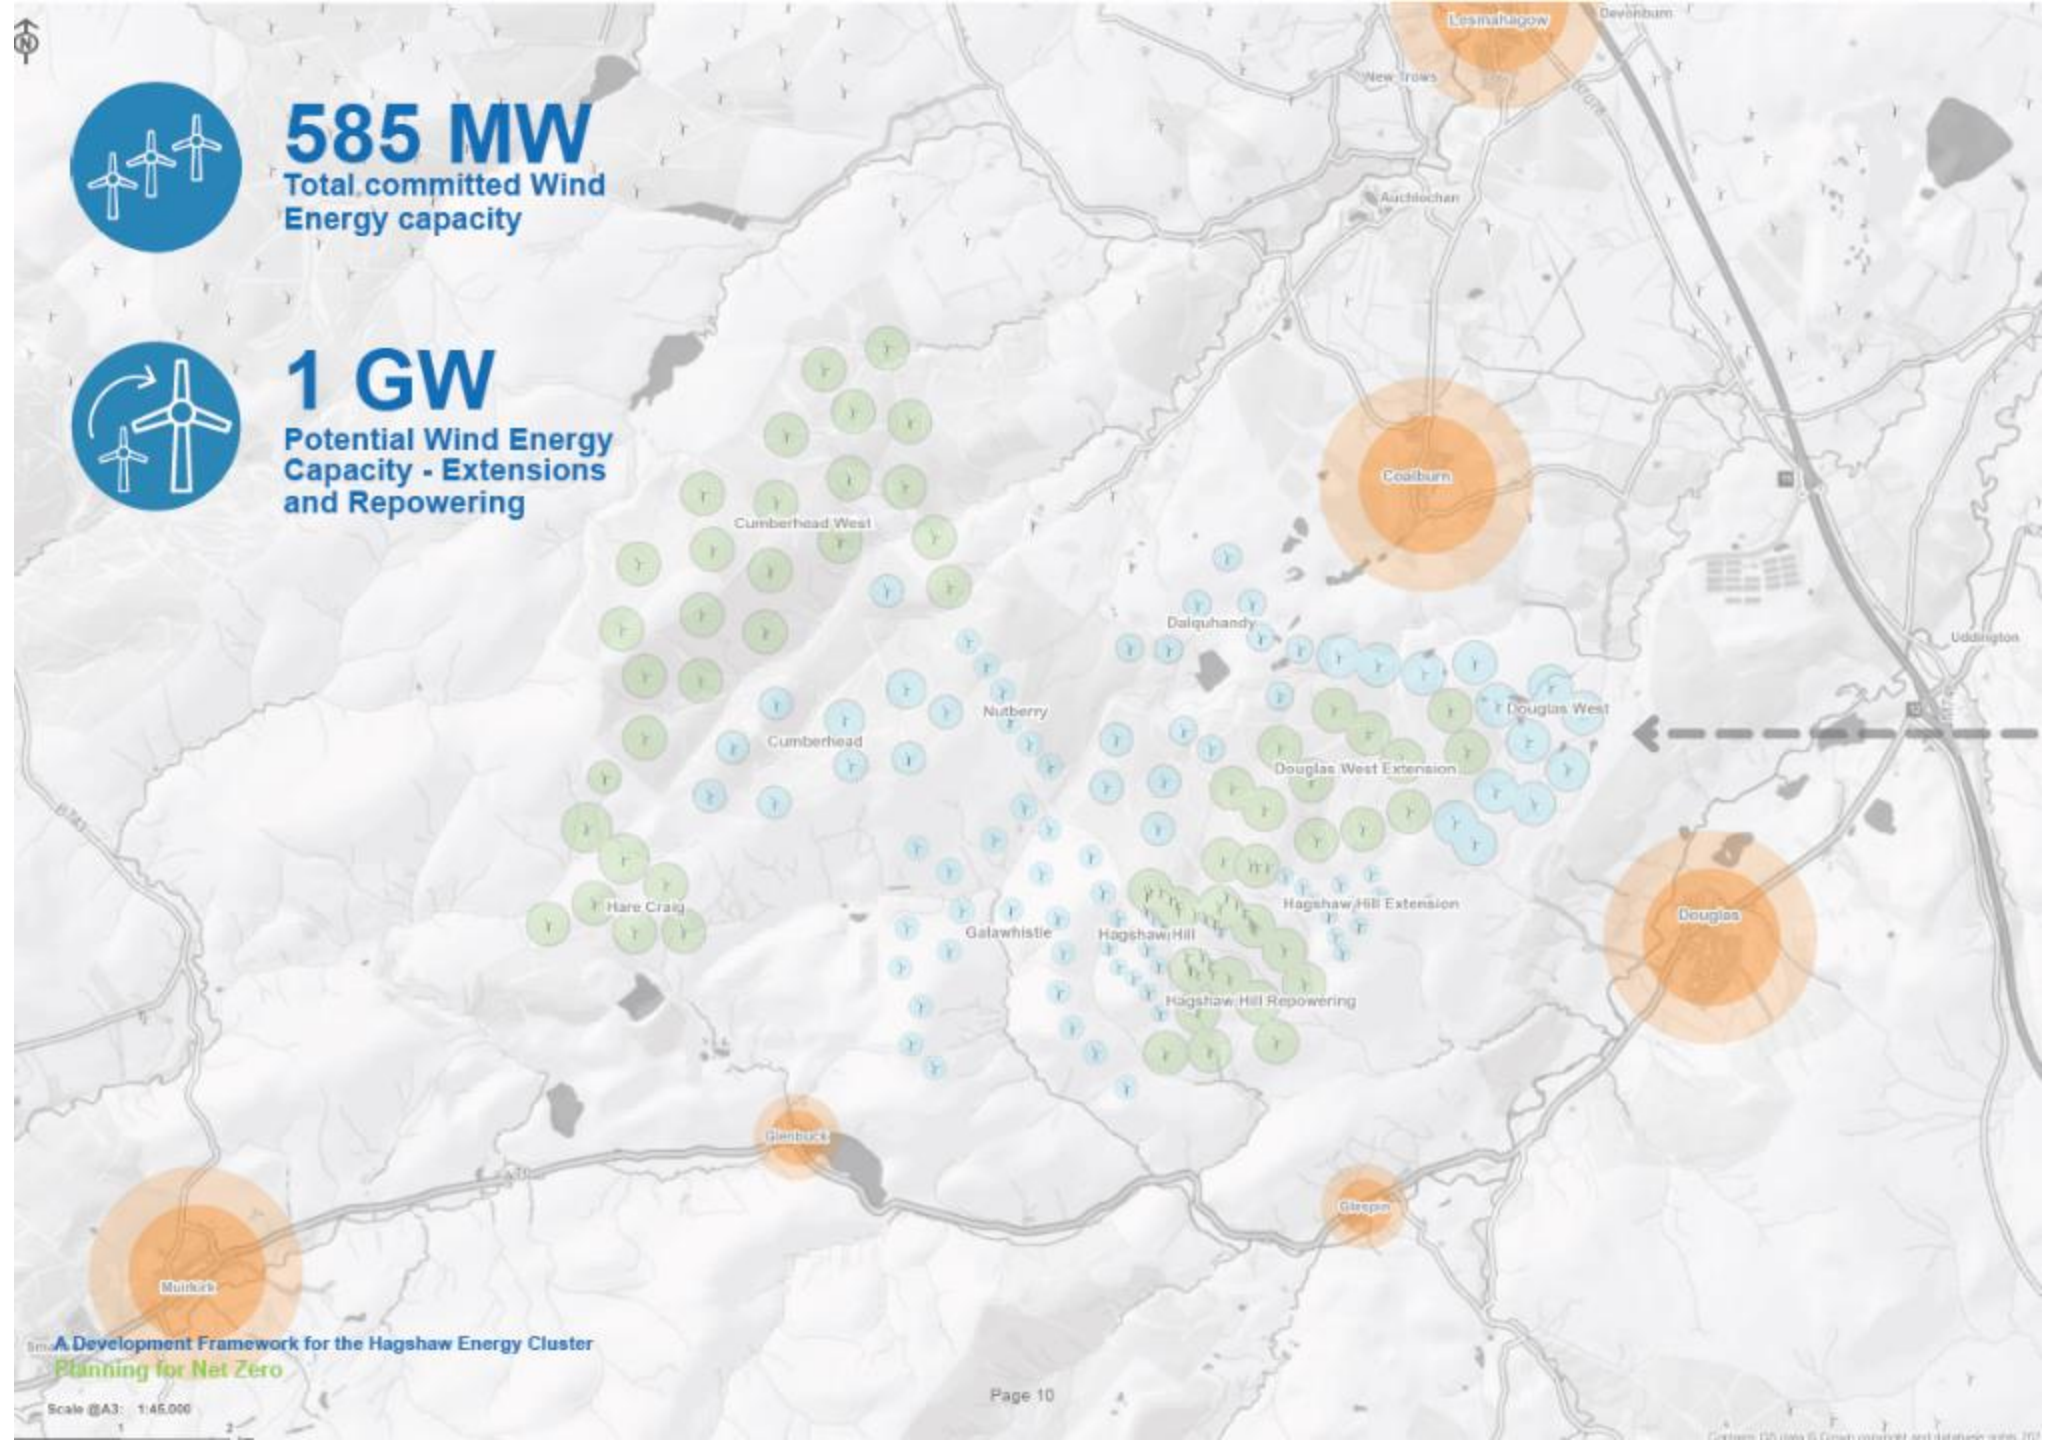 585 MW
Total committed Wind
Energy capacity
1 GW
Potential Wind Energy
Capacity - Extensions
and Repowering
Lesmahagow
Devonburn
New Trows
Auchlochan
Coalburn
Cumberhead West
Dalquhandy
Uddington
Nutberry
Douglas West
Cumberhead
Douglas West Extension
Hare Craig
Hagshaw Hill Extension
Douglas
Galawhistle
Hagshaw Hill
Hagshaw Hill Repowering
Glenbuck
Glespin
Muirkirk
A Development Framework for the Hagshaw Energy Cluster
Planning for Net Zero
Page 10
Scale @A3: 1:45,000
1 2